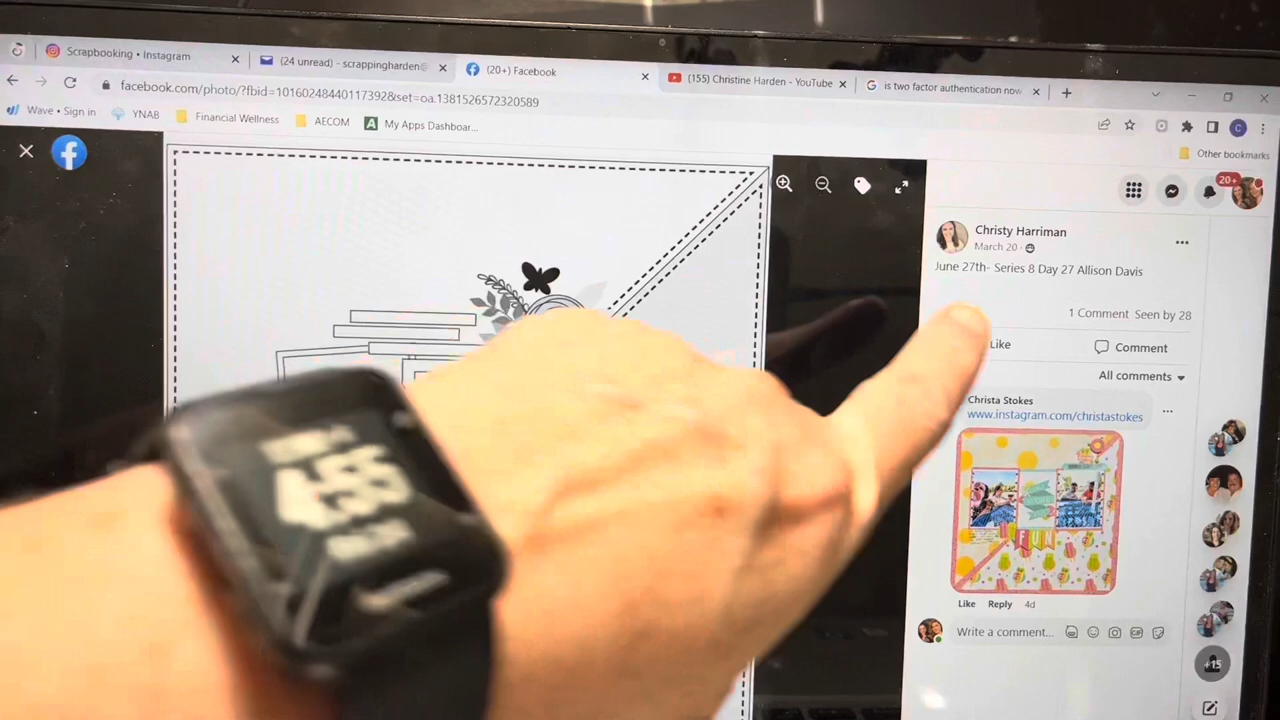 Scrapbooking • Instagram
(24 unread) - scrappingharden@
(20+) Facebook
(155) Christine Harden - YouTube
is two factor authentication now
facebook.com/photo/?fbid=10160248440117392&set=oa.1381526572320589
Wave • Sign in
YNAB
Financial Wellness
AECOM
My Apps Dashboar...
Other bookmarks
20+
Christy Harriman
March 20
June 27th- Series 8 Day 27 Allison Davis
1 Comment Seen by 28
Like
Comment
All comments
Christa Stokes
www.instagram.com/christastokes
FUN
Like Reply 4d
Write a comment...
GIF
+15